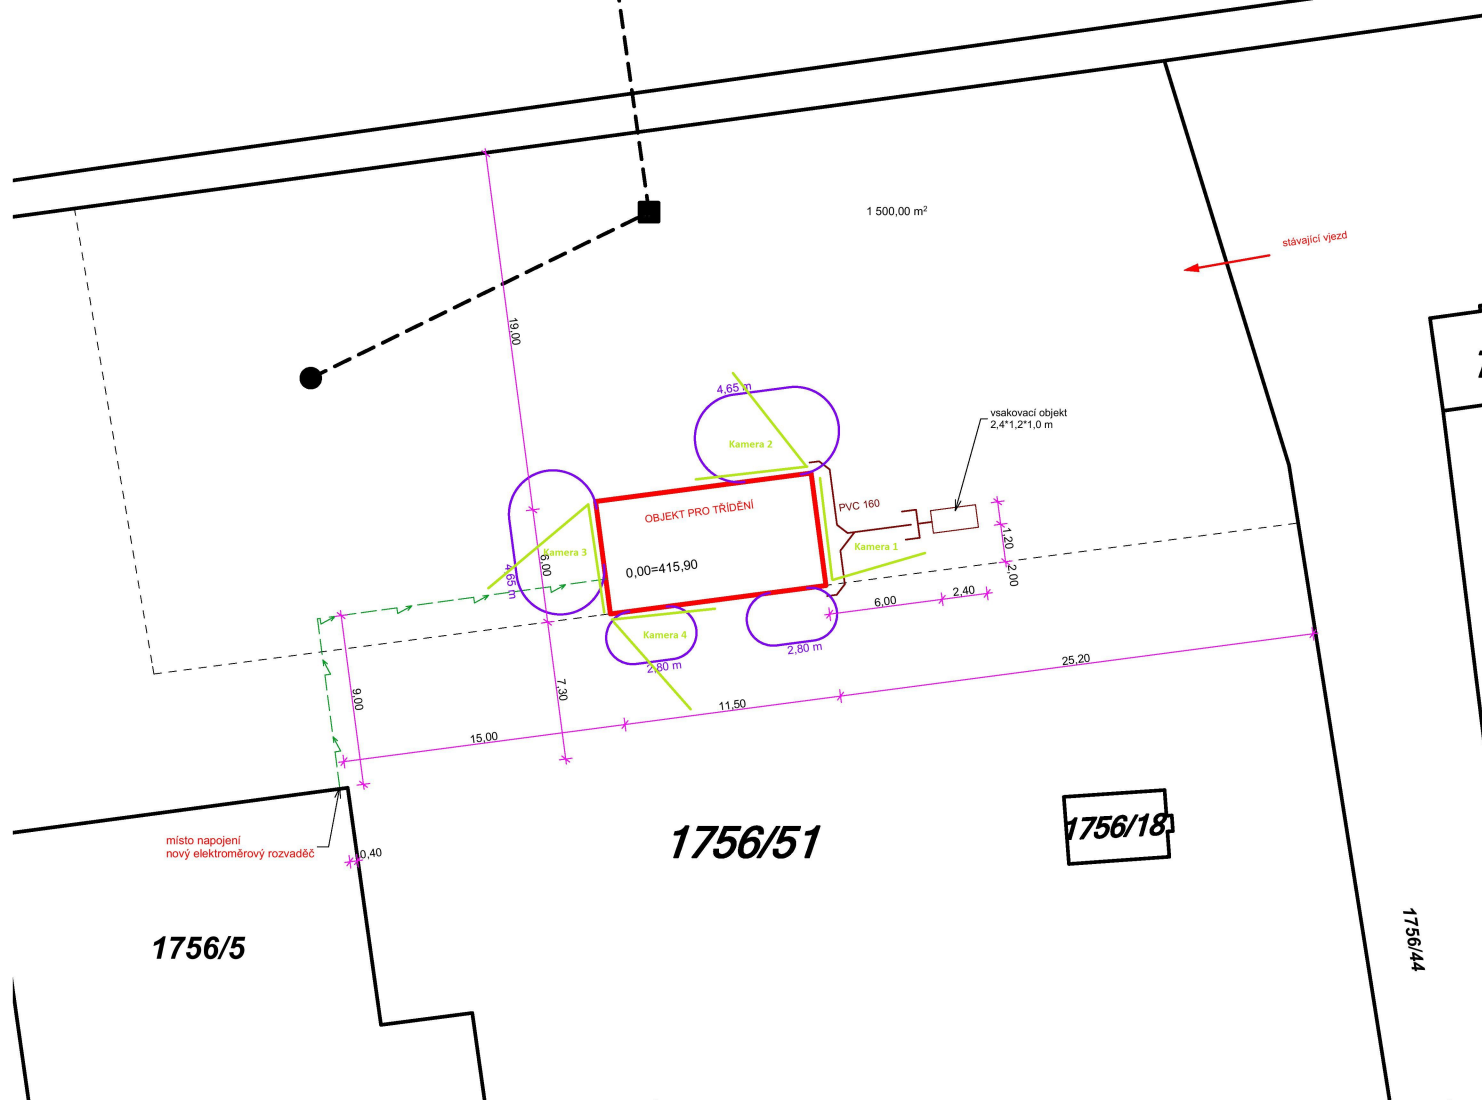 1 500,00 m²
stávající vjezd
19,00
4,65 m
Kamera 2
vsakovací objekt
2,4*1,2*1,0 m
OBJEKT PRO TŘÍDĚNÍ
PVC 160
Kamera 1
1,20
2,00
Kamera 3
6,00
4,65 m
0,00=415,90
6,00
2,40
Kamera 4
2,80 m
2,80 m
25,20
9,00
7,30
11,50
15,00
místo napojení
nový elektroměrový rozvaděč
0,40
1756/51
1756/18
1756/5
1756/44